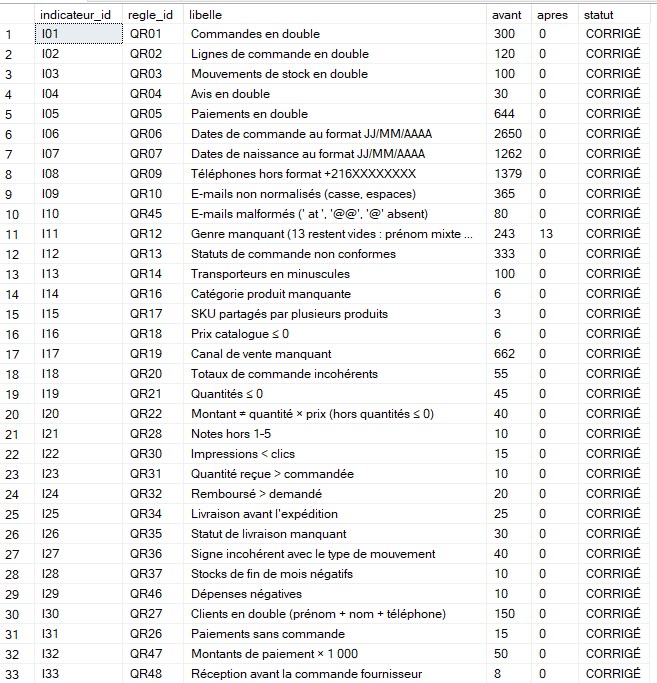 indicateur_id regle_id libelle avant apres statut
1 I01 QR01 Commandes en double 300 0 CORRIGÉ
2 I02 QR02 Lignes de commande en double 120 0 CORRIGÉ
3 I03 QR03 Mouvements de stock en double 100 0 CORRIGÉ
4 I04 QR04 Avis en double 30 0 CORRIGÉ
5 I05 QR05 Paiements en double 644 0 CORRIGÉ
6 I06 QR06 Dates de commande au format JJ/MM/AAAA 2650 0 CORRIGÉ
7 I07 QR07 Dates de naissance au format JJ/MM/AAAA 1262 0 CORRIGÉ
8 I08 QR09 Téléphones hors format +216XXXXXXXX 1379 0 CORRIGÉ
9 I09 QR10 E-mails non normalisés (casse, espaces) 365 0 CORRIGÉ
10 I10 QR45 E-mails malformés (' at ', '@@', '@' absent) 80 0 CORRIGÉ
11 I11 QR12 Genre manquant (13 restent vides : prénom mixte ... 243 13 CORRIGÉ
12 I12 QR13 Statuts de commande non conformes 333 0 CORRIGÉ
13 I13 QR14 Transporteurs en minuscules 100 0 CORRIGÉ
14 I14 QR16 Catégorie produit manquante 6 0 CORRIGÉ
15 I15 QR17 SKU partagés par plusieurs produits 3 0 CORRIGÉ
16 I16 QR18 Prix catalogue ≤ 0 6 0 CORRIGÉ
17 I17 QR19 Canal de vente manquant 662 0 CORRIGÉ
18 I18 QR20 Totaux de commande incohérents 55 0 CORRIGÉ
19 I19 QR21 Quantités ≤ 0 45 0 CORRIGÉ
20 I20 QR22 Montant ≠ quantité × prix (hors quantités ≤ 0) 40 0 CORRIGÉ
21 I21 QR28 Notes hors 1-5 10 0 CORRIGÉ
22 I22 QR30 Impressions < clics 15 0 CORRIGÉ
23 I23 QR31 Quantité reçue > commandée 10 0 CORRIGÉ
24 I24 QR32 Remboursé > demandé 20 0 CORRIGÉ
25 I25 QR34 Livraison avant l'expédition 25 0 CORRIGÉ
26 I26 QR35 Statut de livraison manquant 30 0 CORRIGÉ
27 I27 QR36 Signe incohérent avec le type de mouvement 40 0 CORRIGÉ
28 I28 QR37 Stocks de fin de mois négatifs 10 0 CORRIGÉ
29 I29 QR46 Dépenses négatives 10 0 CORRIGÉ
30 I30 QR27 Clients en double (prénom + nom + téléphone) 150 0 CORRIGÉ
31 I31 QR26 Paiements sans commande 15 0 CORRIGÉ
32 I32 QR47 Montants de paiement × 1 000 50 0 CORRIGÉ
33 I33 QR48 Réception avant la commande fournisseur 8 0 CORRIGÉ